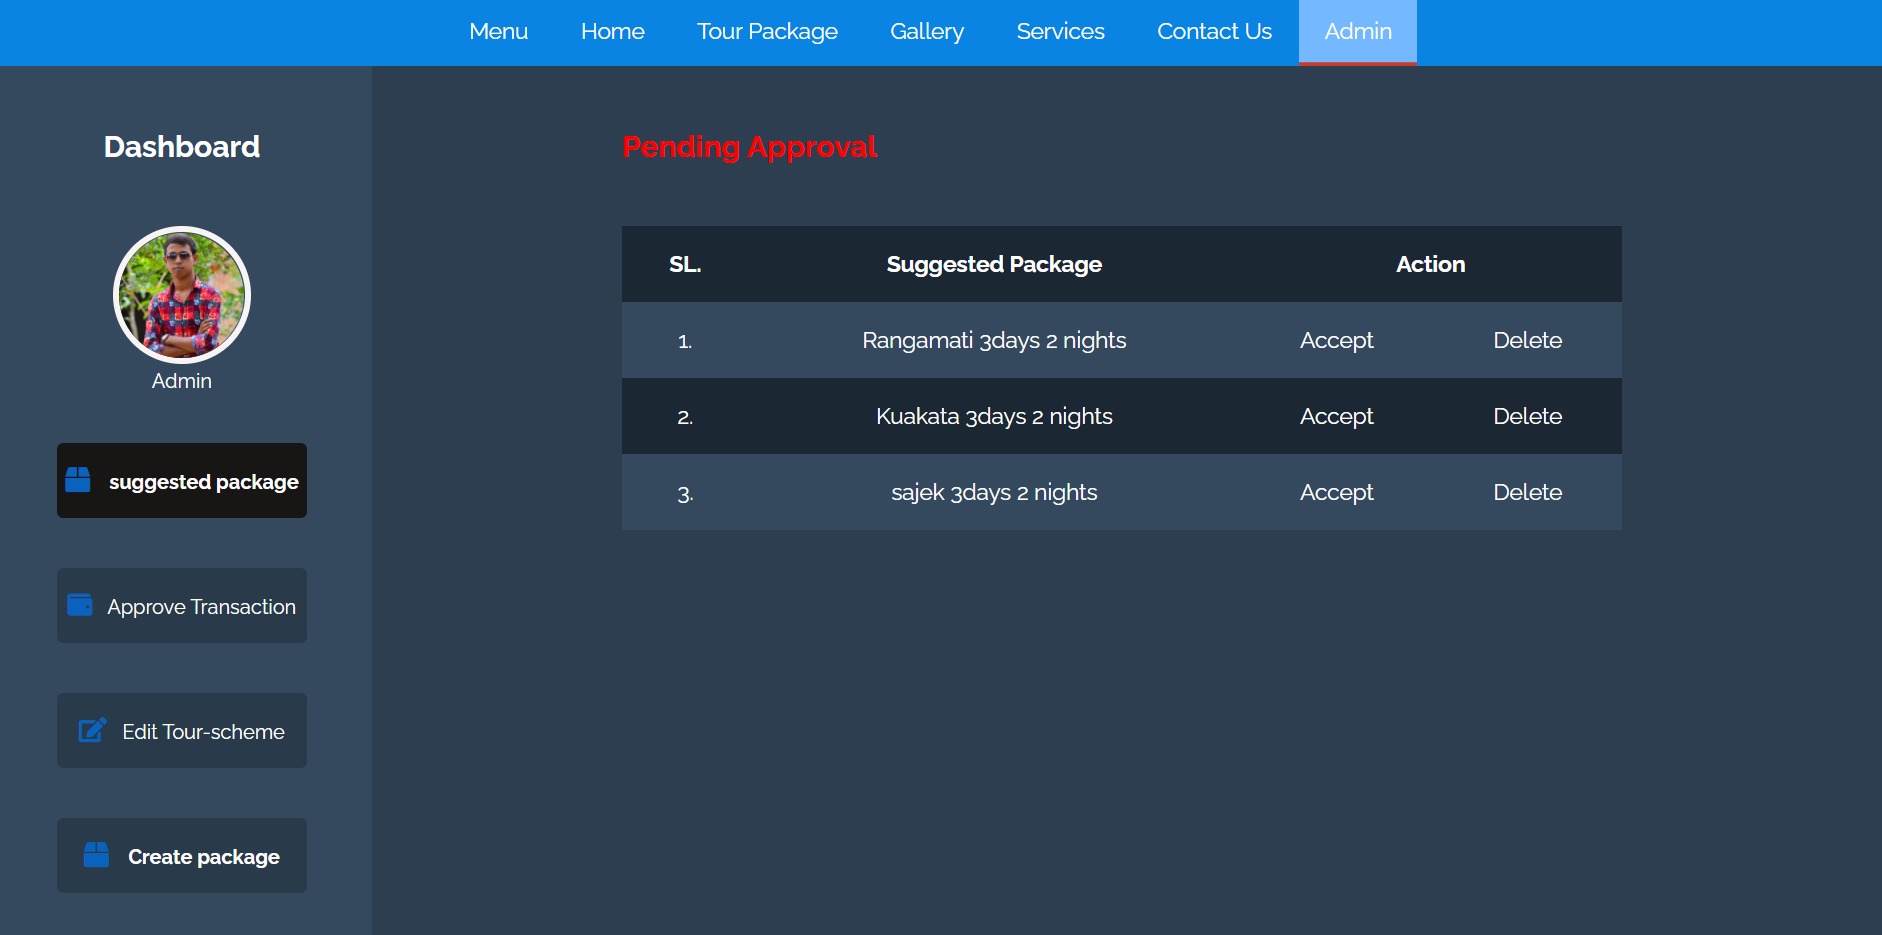 Menu Home Tour Package Gallery Services Contact Us Admin
Dashboard
Admin
suggested package
Approve Transaction
Edit Tour-scheme
Create package
Pending Approval
SL. Suggested Package Action
1. Rangamati 3days 2 nights Accept Delete
2. Kuakata 3days 2 nights Accept Delete
3. sajek 3days 2 nights Accept Delete